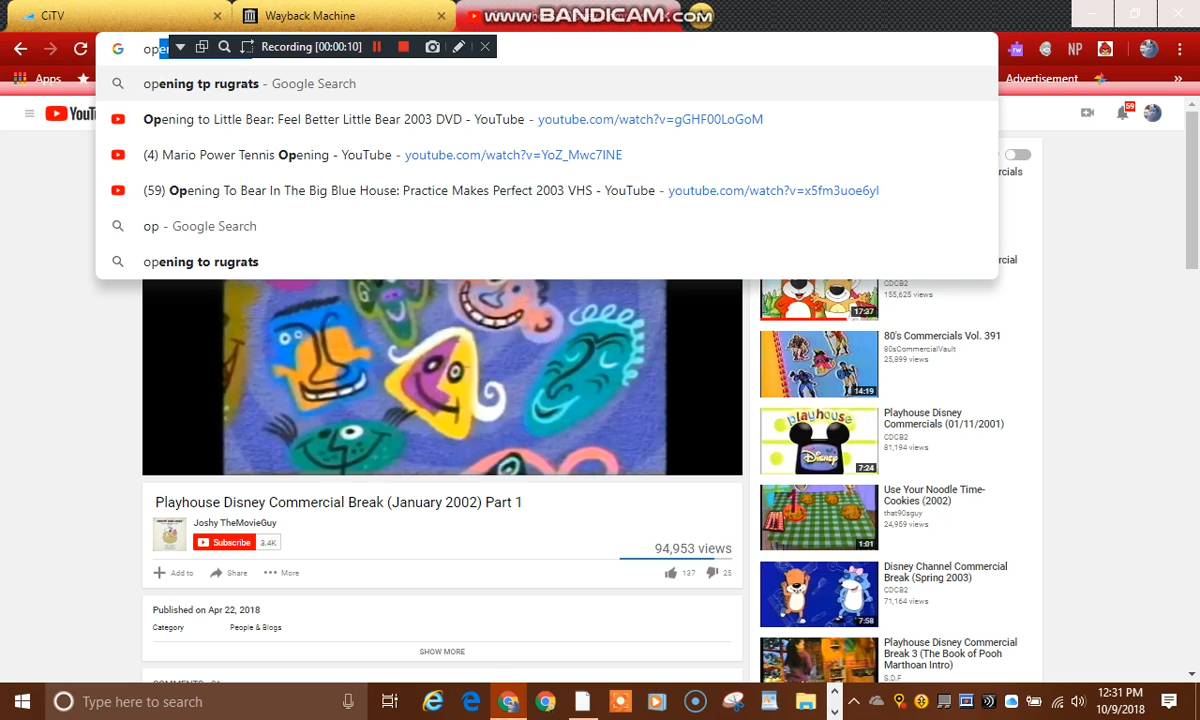 CiTV
Wayback Machine
www.BANDICAM.com
Recording [00:00:10]
NP
Apps
Advertisement
»
opening tp rugrats - Google Search
Opening to Little Bear: Feel Better Little Bear 2003 DVD - YouTube - youtube.com/watch?v=gGHF00LoGoM
(4) Mario Power Tennis Opening - YouTube - youtube.com/watch?v=YoZ_Mwc7INE
(59) Opening To Bear In The Big Blue House: Practice Makes Perfect 2003 VHS - YouTube - youtube.com/watch?v=x5fm3uoe6yI
op - Google Search
opening to rugrats
59
CDCB2
155,625 views
17:37
80's Commercials Vol. 391
80sCommercialVault
25,899 views
14:19
Playhouse Disney
Commercials (01/11/2001)
CDCB2
81,194 views
playhouse
Disney
7:24
Use Your Noodle Time-
Cookies (2002)
that90sguy
24,959 views
1:01
Disney Channel Commercial
Break (Spring 2003)
CDCB2
71,164 views
7:58
Playhouse Disney Commercial
Break 3 (The Book of Pooh
Marthoan Intro)
S.D.F
Playhouse Disney Commercial Break (January 2002) Part 1
Joshy TheMovieGuy
Subscribe 3.4K
94,953 views
Add to Share More
137 25
Published on Apr 22, 2018
Category People & Blogs
SHOW MORE
Type here to search
12:31 PM
10/9/2018